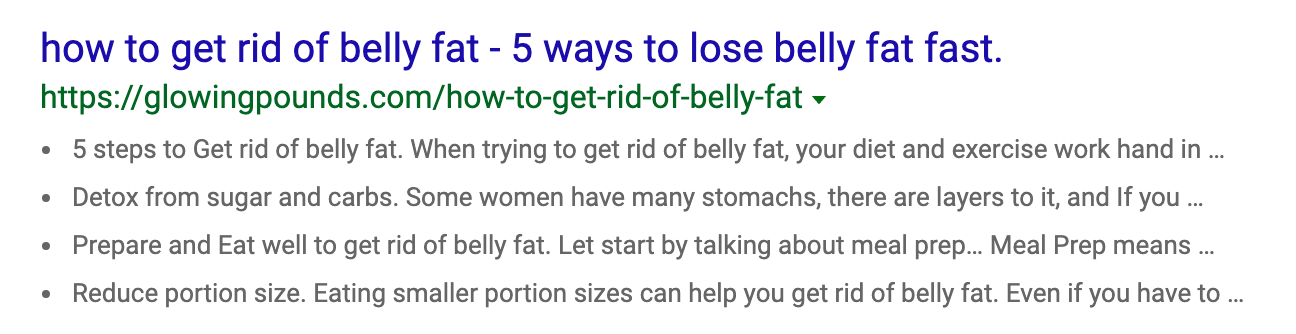 how to get rid of belly fat - 5 ways to lose belly fat fast.
https://glowingpounds.com/how-to-get-rid-of-belly-fat
• 5 steps to Get rid of belly fat. When trying to get rid of belly fat, your diet and exercise work hand in ...
• Detox from sugar and carbs. Some women have many stomachs, there are layers to it, and If you ...
• Prepare and Eat well to get rid of belly fat. Let start by talking about meal prep... Meal Prep means ...
• Reduce portion size. Eating smaller portion sizes can help you get rid of belly fat. Even if you have to ...